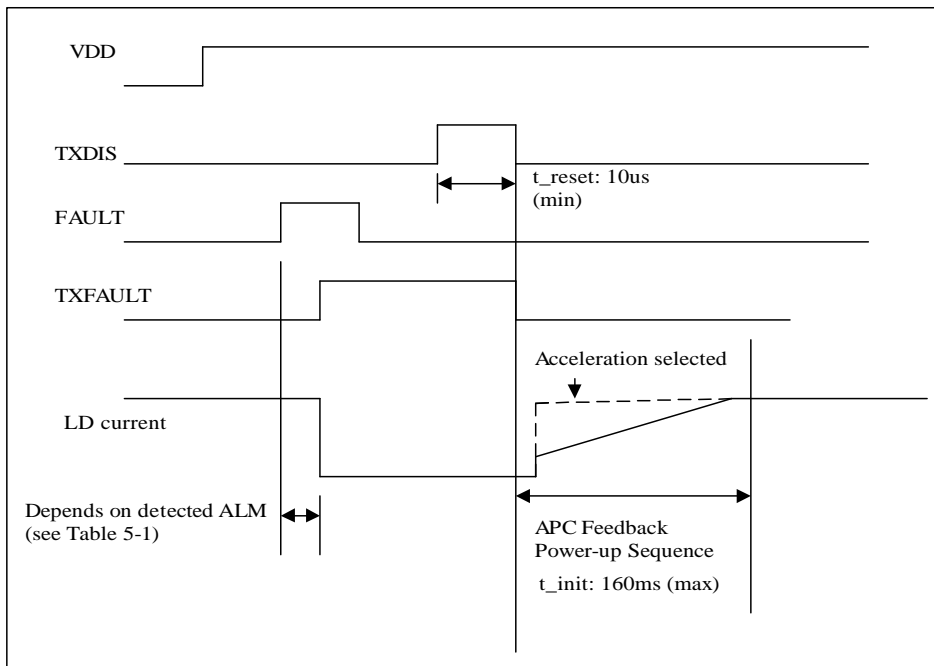 VDD
TXDIS
t_reset: 10us
(min)
FAULT
TXFAULT
Acceleration selected
LD current
Depends on detected ALM
(see Table 5-1)
APC Feedback
Power-up Sequence
t_init: 160ms (max)